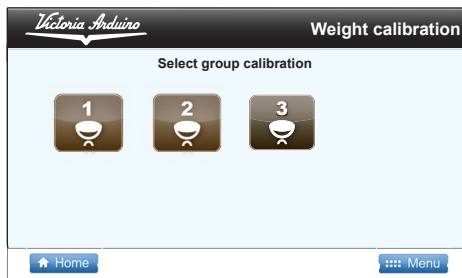 Victoria Arduino
Weight calibration
Select group calibration
1 2 3
Home
Menu